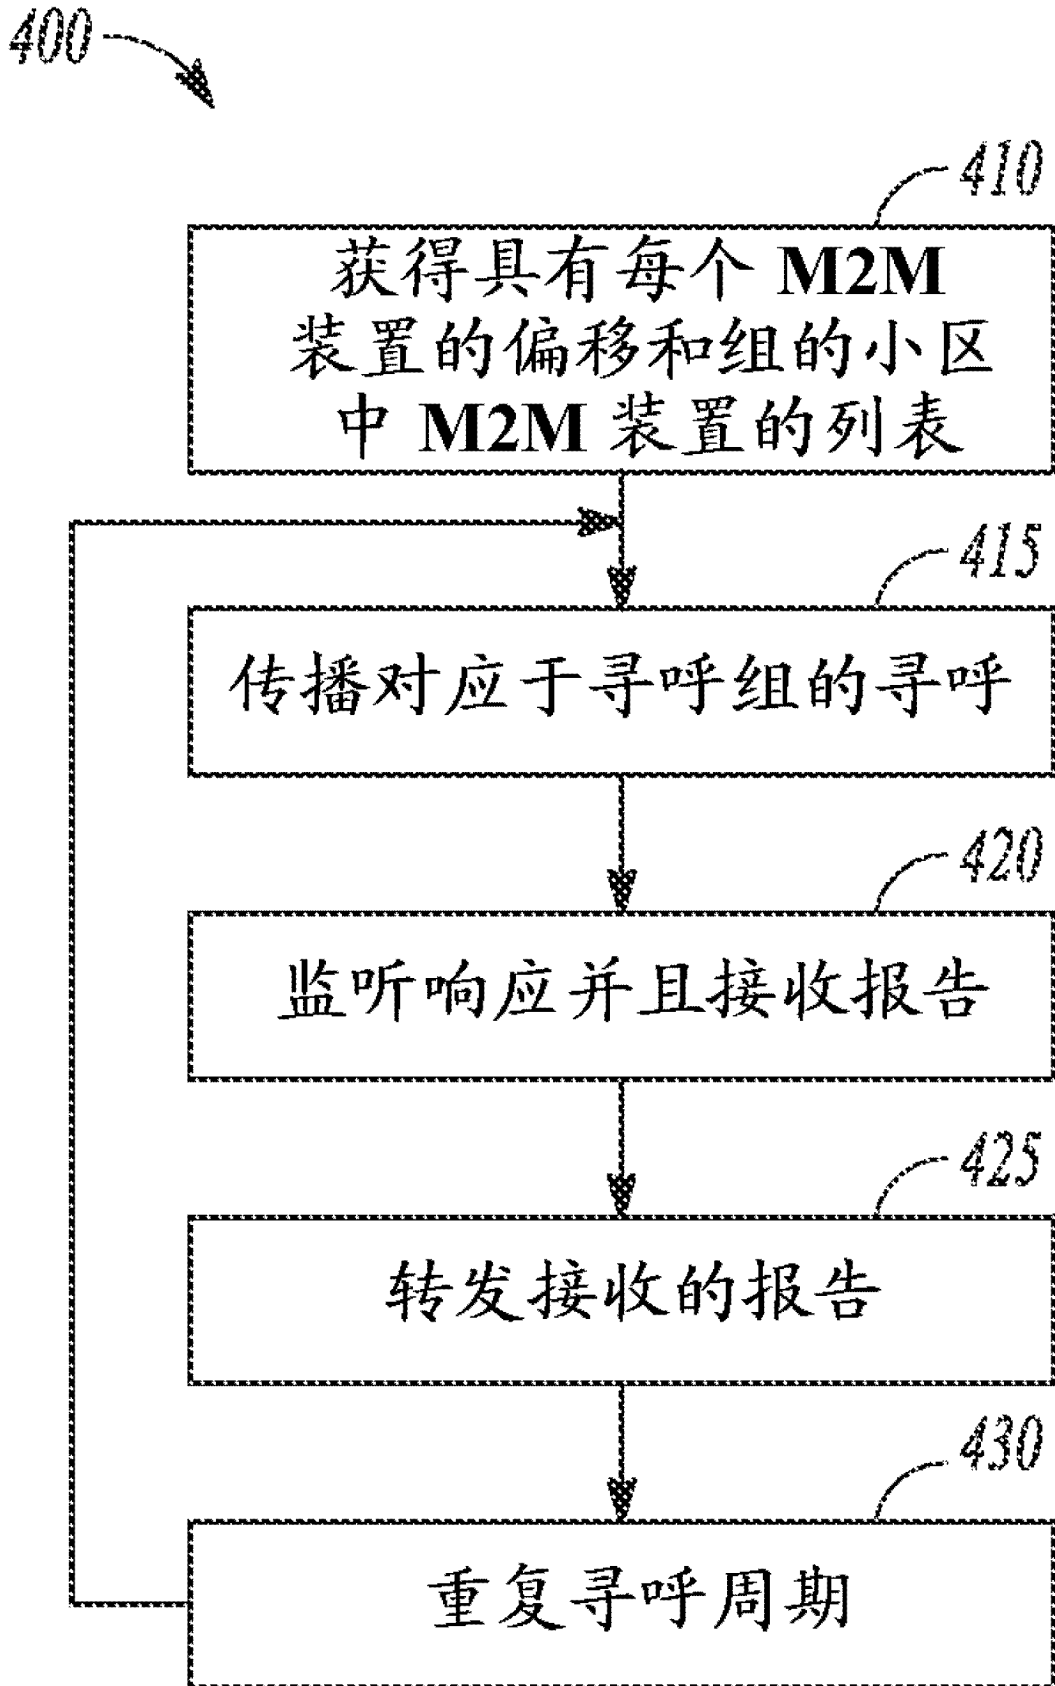 400
410
获得具有每个 M2M
装置的偏移和组的小区
中 M2M 装置的列表
415
传播对应于寻呼组的寻呼
420
监听响应并且接收报告
425
转发接收的报告
430
重复寻呼周期